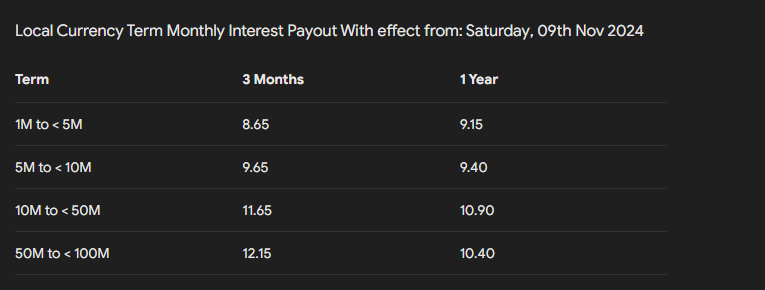 Local Currency Term Monthly Interest Payout With effect from: Saturday, 09th Nov 2024
Term 3 Months 1 Year
1M to < 5M 8.65 9.15
5M to < 10M 9.65 9.40
10M to < 50M 11.65 10.90
50M to < 100M 12.15 10.40